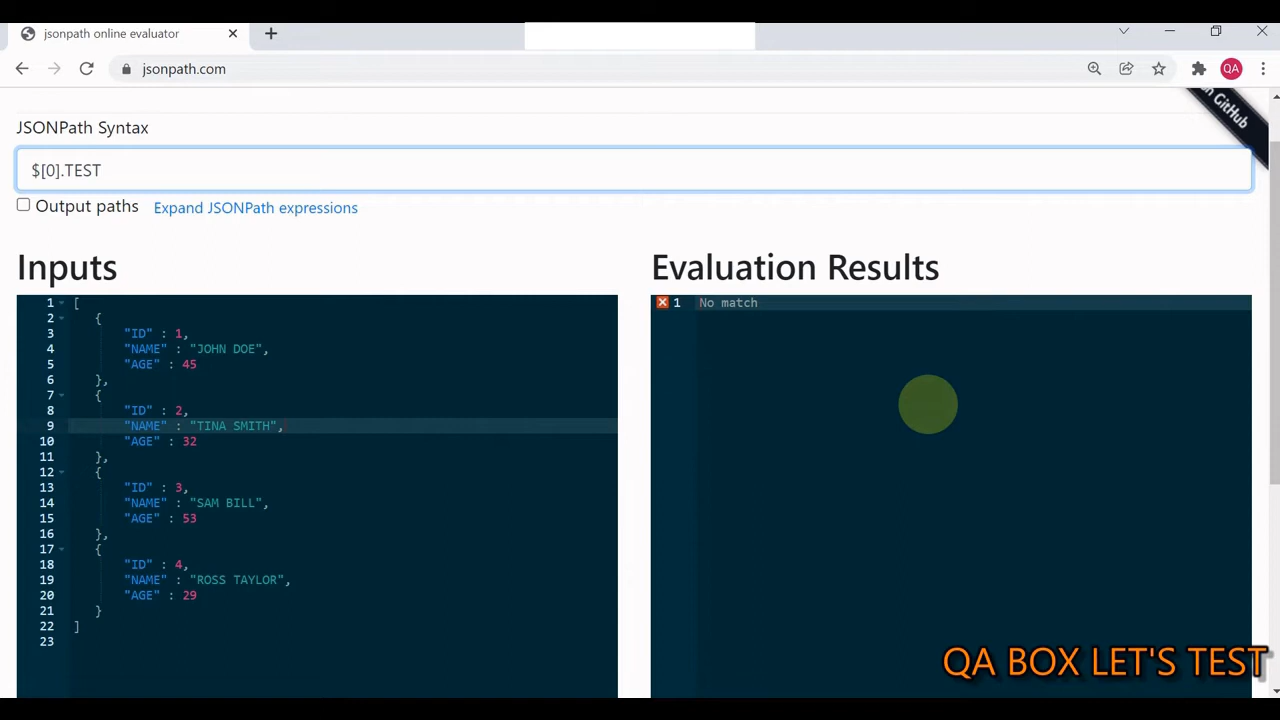 jsonpath online evaluator
jsonpath.com
QA
on GitHub
JSONPath Syntax
$[0].TEST
Output paths Expand JSONPath expressions
Inputs
Evaluation Results
1 [
2 {
3 "ID" : 1,
4 "NAME" : "JOHN DOE",
5 "AGE" : 45
6 },
7 {
8 "ID" : 2,
9 "NAME" : "TINA SMITH",
10 "AGE" : 32
11 },
12 {
13 "ID" : 3,
14 "NAME" : "SAM BILL",
15 "AGE" : 53
16 },
17 {
18 "ID" : 4,
19 "NAME" : "ROSS TAYLOR",
20 "AGE" : 29
21 }
22 ]
23
1 No match
QA BOX LET'S TEST